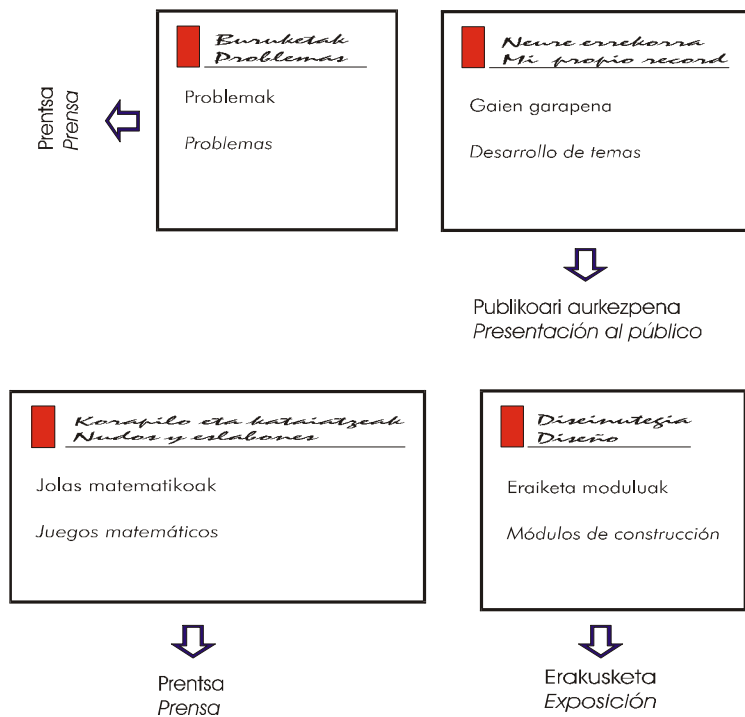 Buruketak
Problemas
Problemak
Problemas
Prentsa
Prensa
Neure errekorra
Mi propio record
Gaien garapena
Desarrollo de temas
Publikoari aurkezpena
Presentación al público
Korapilo eta kataiatzeak
Nudos y eslabones
Jolas matematikoak
Juegos matemáticos
Prentsa
Prensa
Diseinutegia
Diseño
Eraiketa moduluak
Módulos de construcción
Erakusketa
Exposición